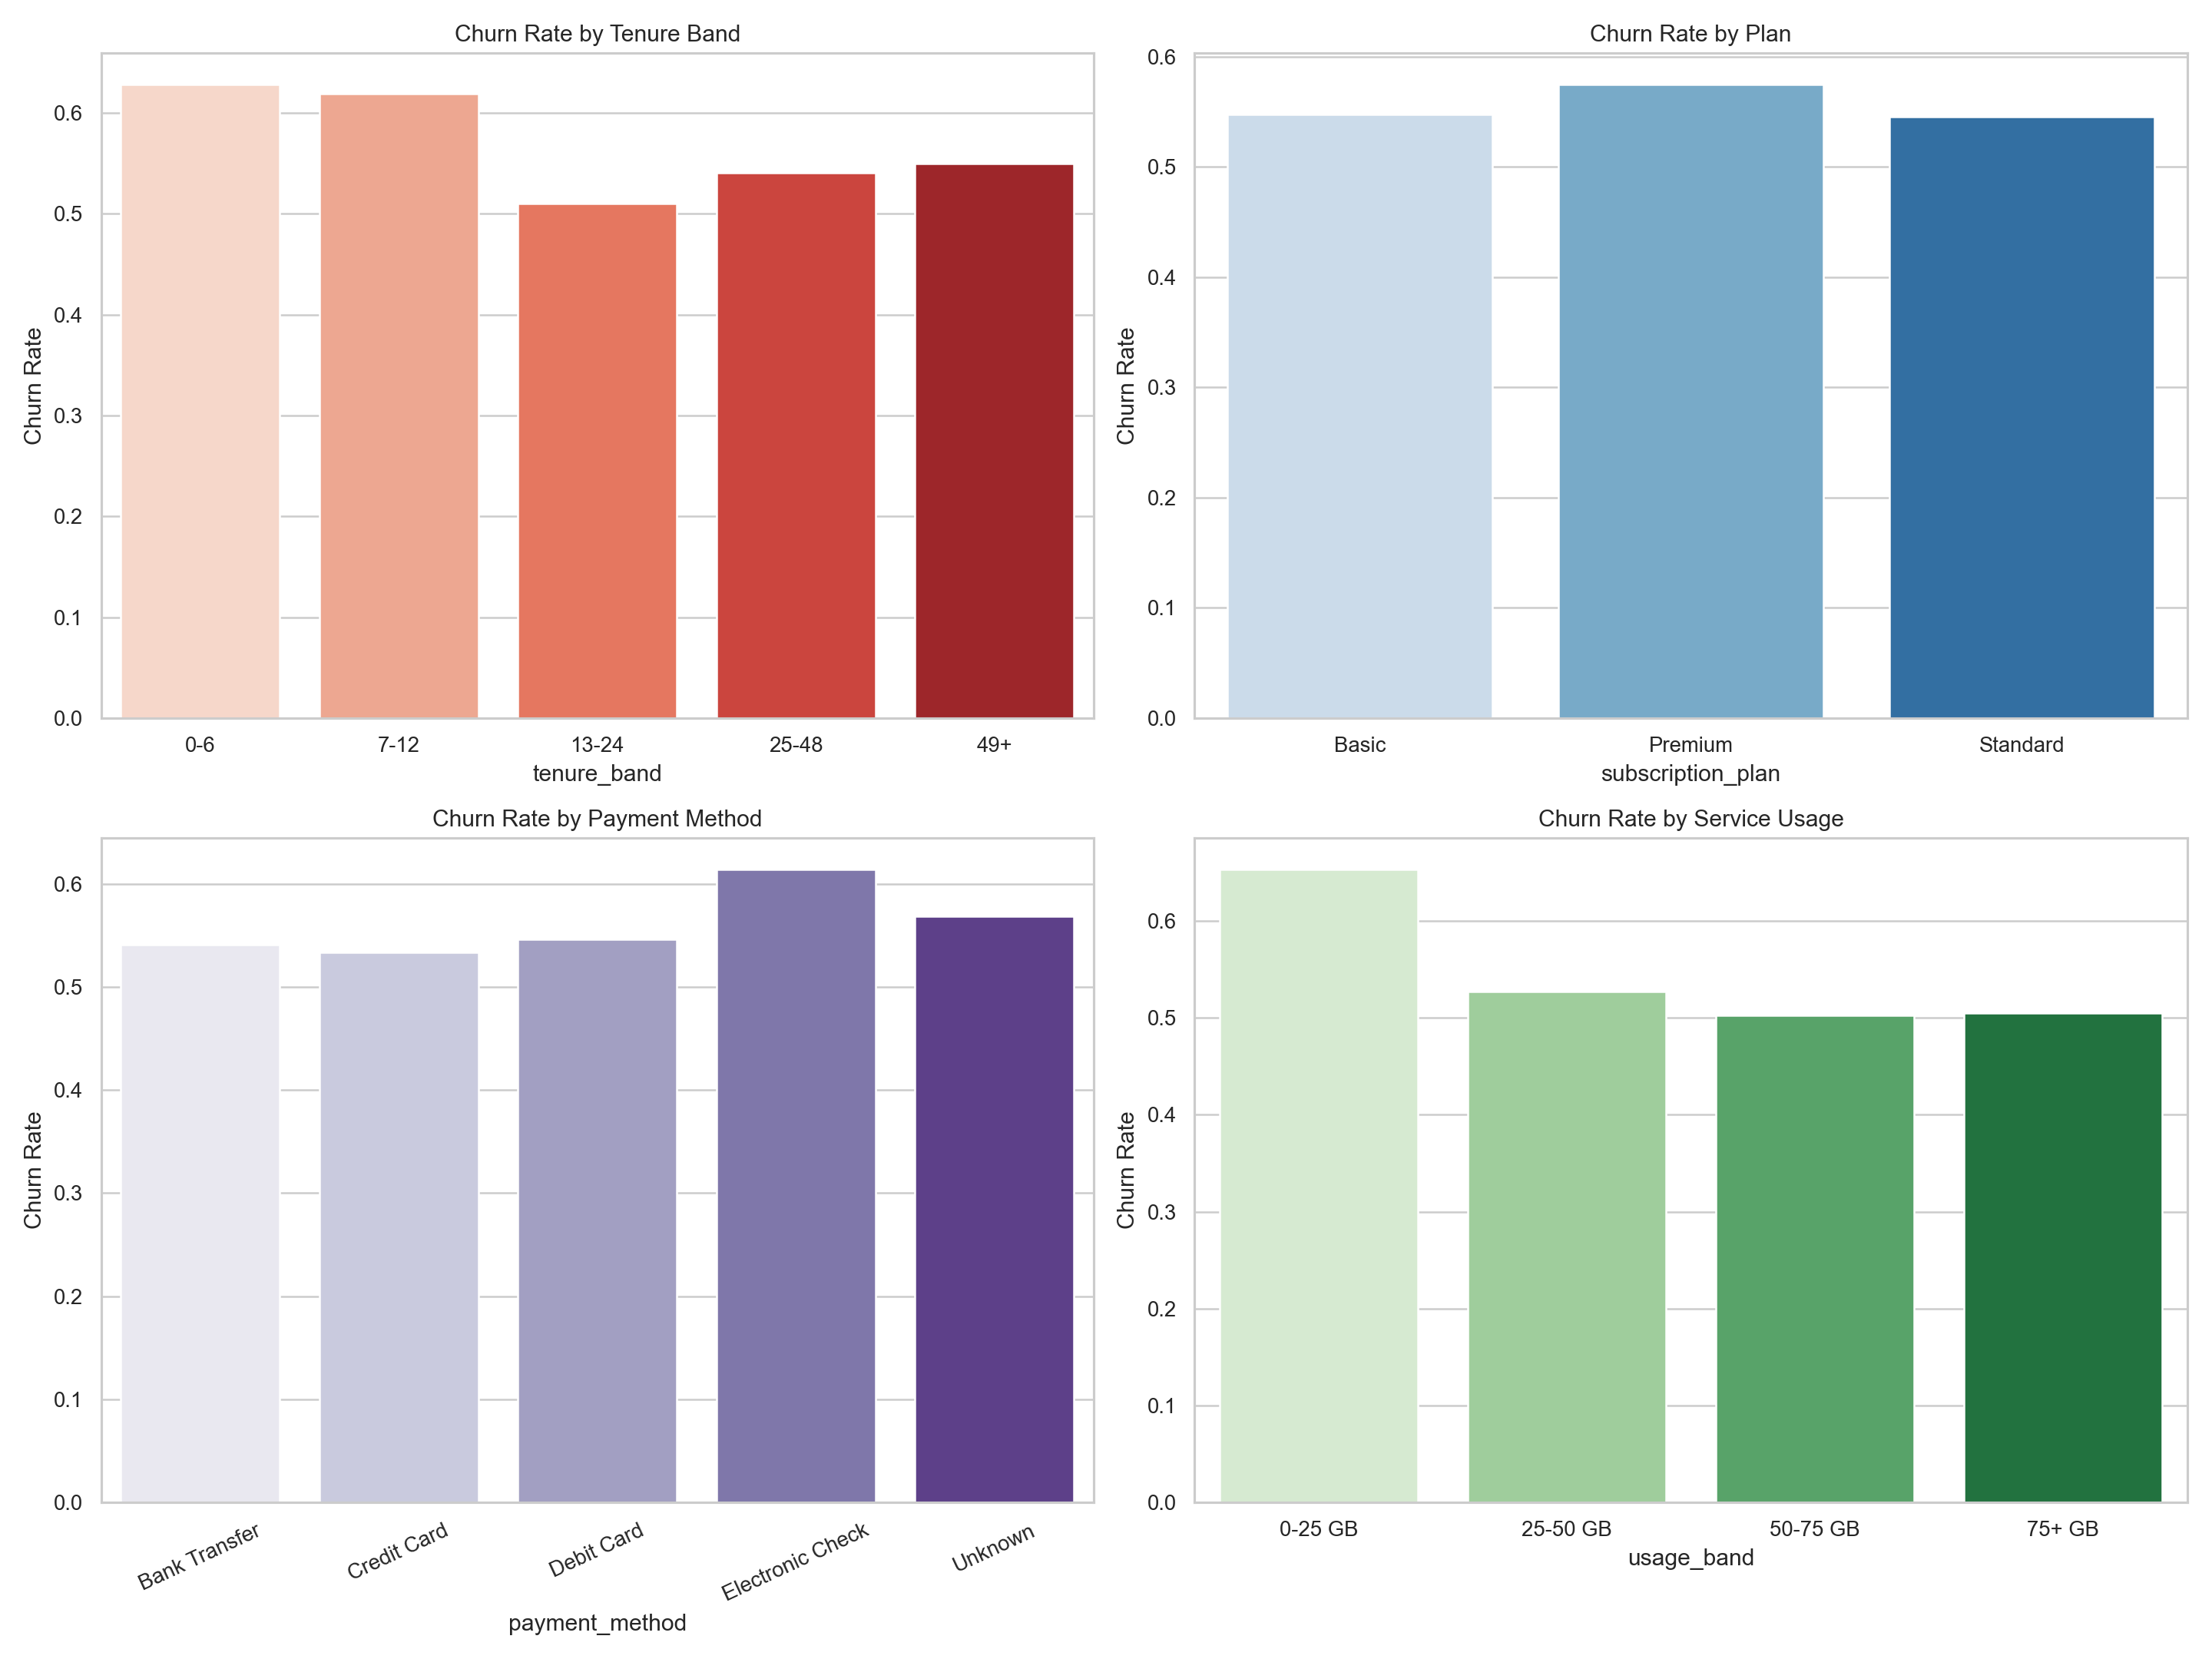 Churn Rate by Tenure Band
Churn Rate
0.6
0.5
0.4
0.3
0.2
0.1
0.0
0-6 7-12 13-24 25-48 49+
tenure_band
Churn Rate by Plan
Churn Rate
0.6
0.5
0.4
0.3
0.2
0.1
0.0
Basic Premium Standard
subscription_plan
Churn Rate by Payment Method
Churn Rate
0.6
0.5
0.4
0.3
0.2
0.1
0.0
Bank Transfer Credit Card Debit Card Electronic Check Unknown
payment_method
Churn Rate by Service Usage
Churn Rate
0.6
0.5
0.4
0.3
0.2
0.1
0.0
0-25 GB 25-50 GB 50-75 GB 75+ GB
usage_band